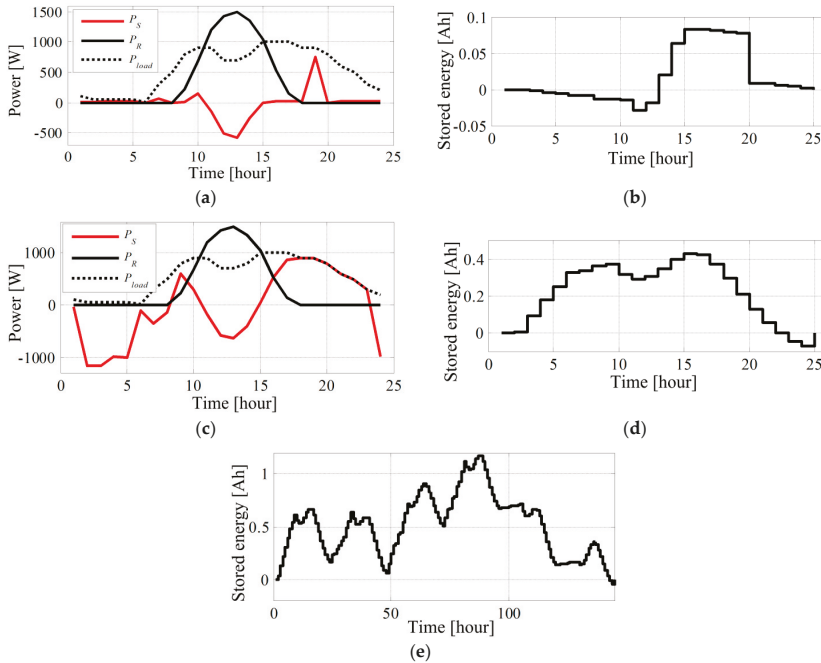 1500
1000
500
0
-500
Power [W]
P_S
P_R
P_load
0 5 10 15 20 25
Time [hour]
(a)
0.1
0.05
0
-0.05
Stored energy [Ah]
0 5 10 15 20 25
Time [hour]
(b)
1000
0
-1000
Power [W]
P_S
P_R
P_load
0 5 10 15 20 25
Time [hour]
(c)
0.4
0.2
0
Stored energy [Ah]
0 5 10 15 20 25
Time [hour]
(d)
1
0.5
0
Stored energy [Ah]
0 50 100
Time [hour]
(e)